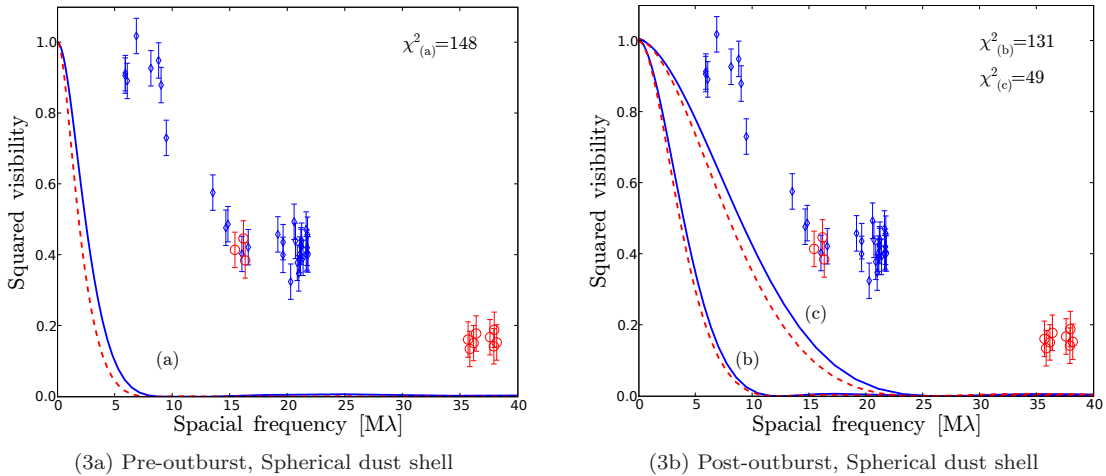 χ²(a)=148
1.0
0.8
0.6
0.4
0.2
0.0
Squared visibility
(a)
0 5 10 15 20 25 30 35 40
Spacial frequency [Mλ]
(3a) Pre-outburst, Spherical dust shell
χ²(b)=131
χ²(c)=49
1.0
0.8
0.6
0.4
0.2
0.0
Squared visibility
(c)
(b)
0 5 10 15 20 25 30 35 40
Spacial frequency [Mλ]
(3b) Post-outburst, Spherical dust shell